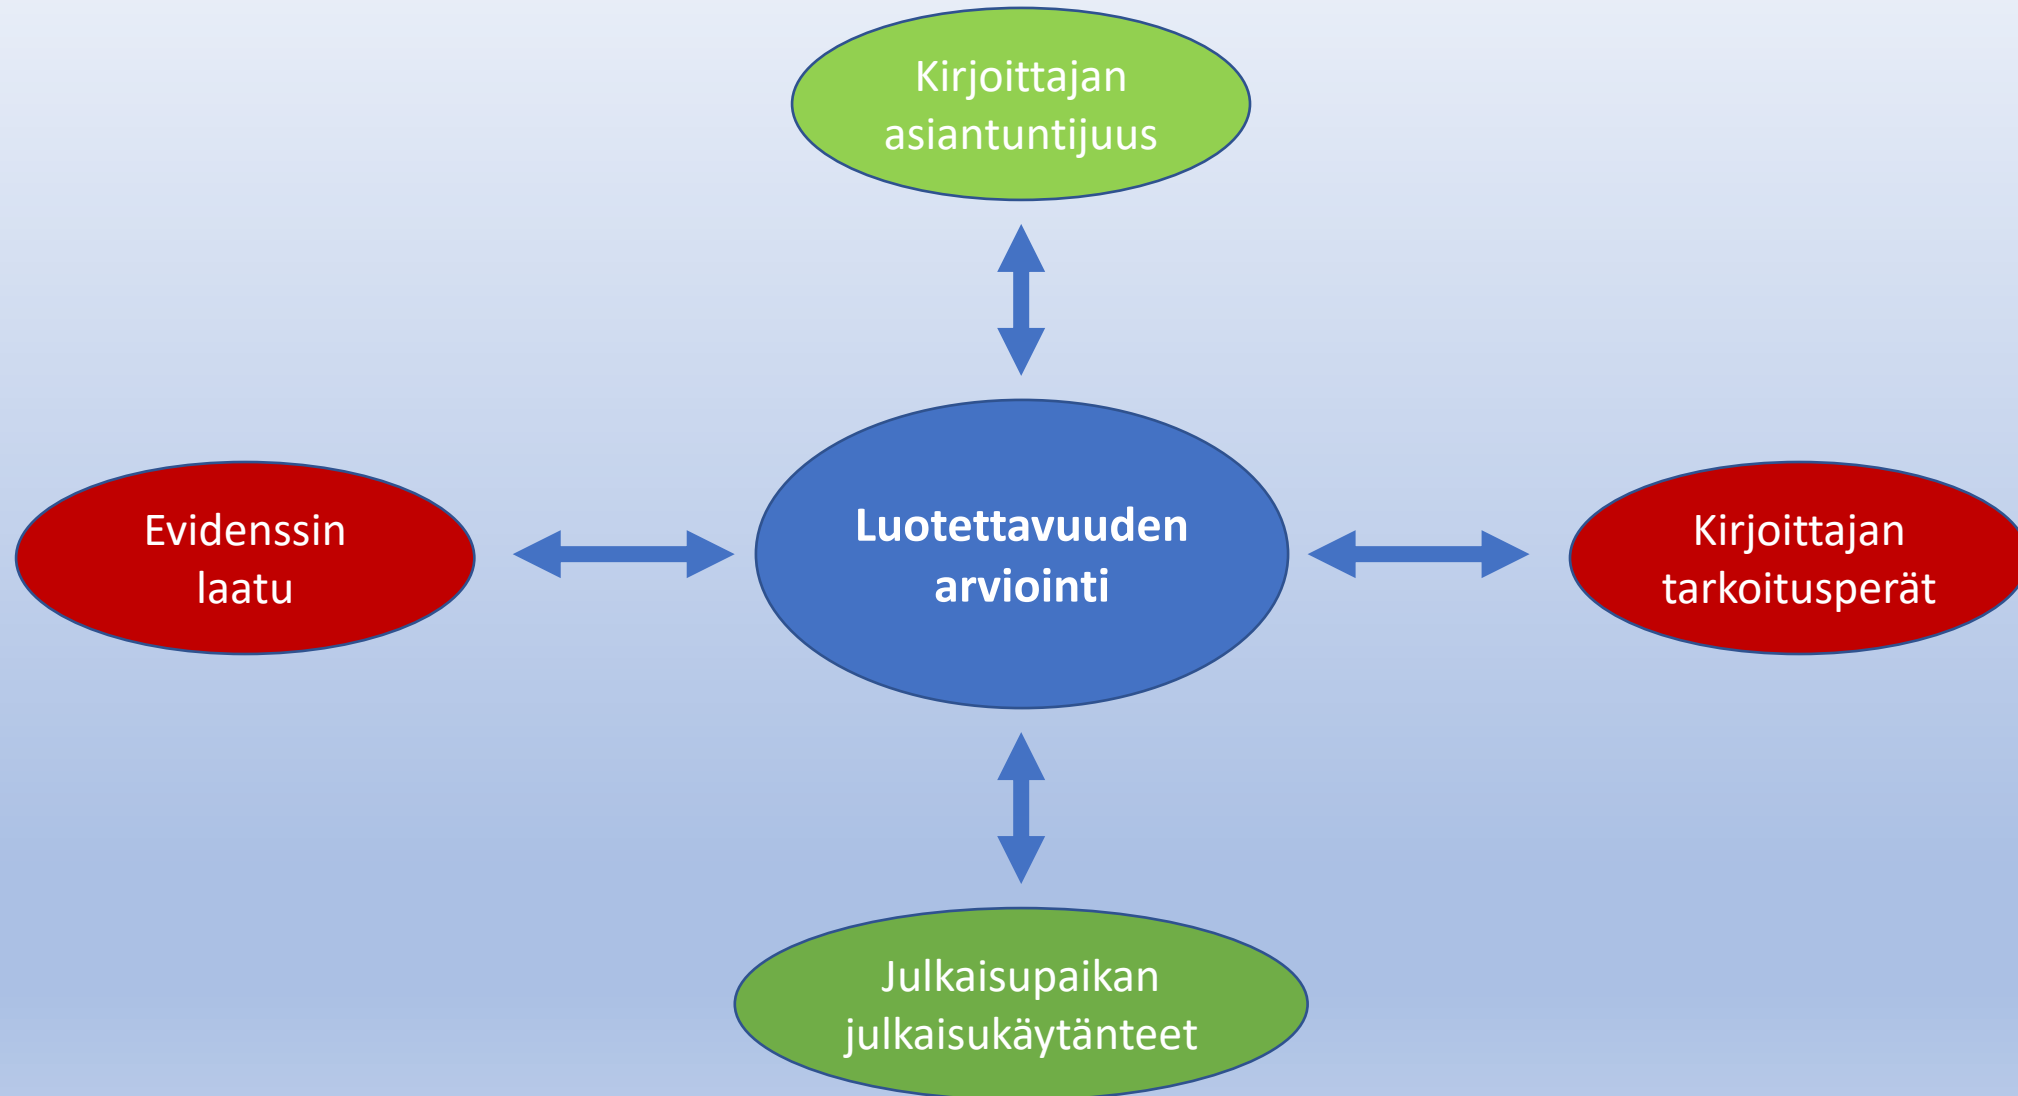 Kirjoittajan
asiantuntijuus
Evidenssin
laatu
Luotettavuuden
arviointi
Kirjoittajan
tarkoitusperät
Julkaisupaikan
julkaisukäytänteet